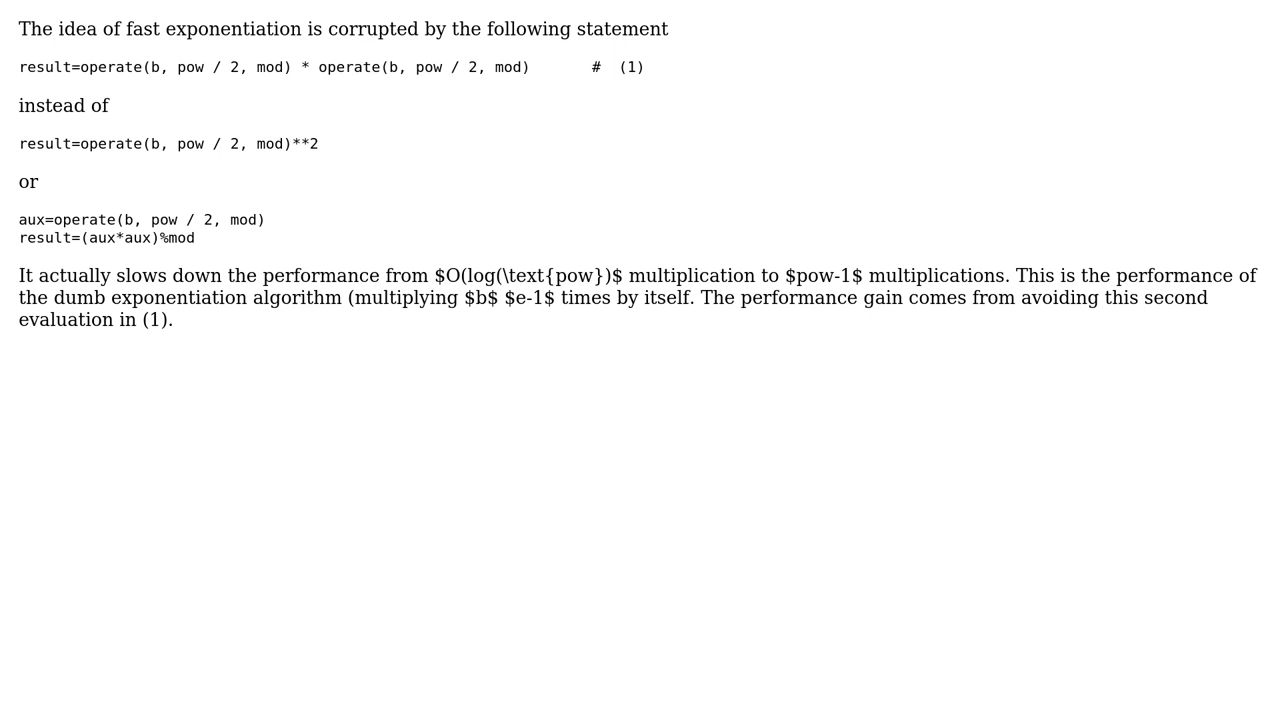 The idea of fast exponentiation is corrupted by the following statement
result=operate(b, pow / 2, mod) * operate(b, pow / 2, mod)       #  (1)
instead of
result=operate(b, pow / 2, mod)**2
or
aux=operate(b, pow / 2, mod)
result=(aux*aux)%mod
It actually slows down the performance from $O(log(\text{pow})$ multiplication to $pow-1$ multiplications. This is the performance of
the dumb exponentiation algorithm (multiplying $b$ $e-1$ times by itself. The performance gain comes from avoiding this second
evaluation in (1).